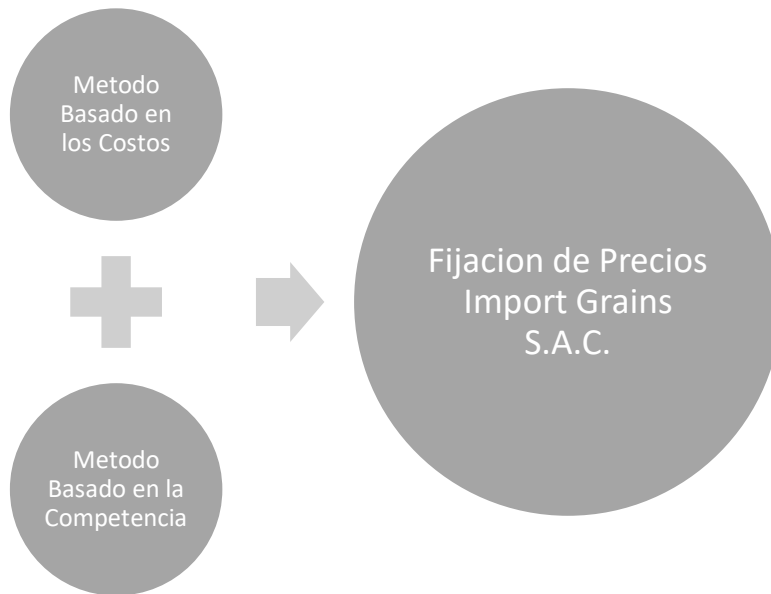 Metodo
Basado en
los Costos
Metodo
Basado en la
Competencia
Fijacion de Precios
Import Grains
S.A.C.